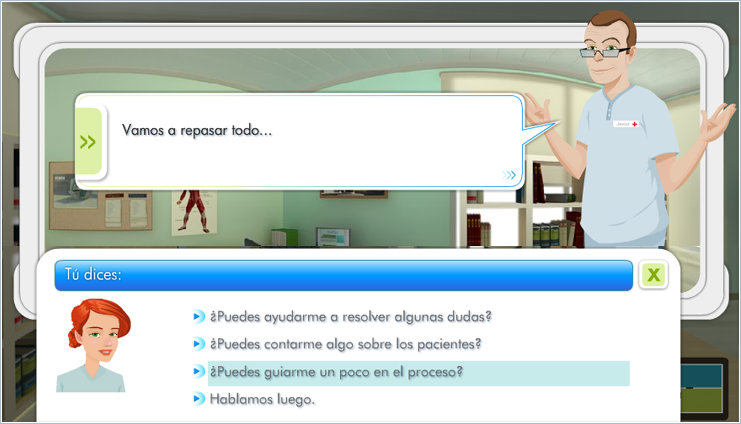 Vamos a repasar todo...
Tú dices:
X
¿Puedes ayudarme a resolver algunas dudas?
¿Puedes contarme algo sobre los pacientes?
¿Puedes guiarme un poco en el proceso?
Hablamos luego.